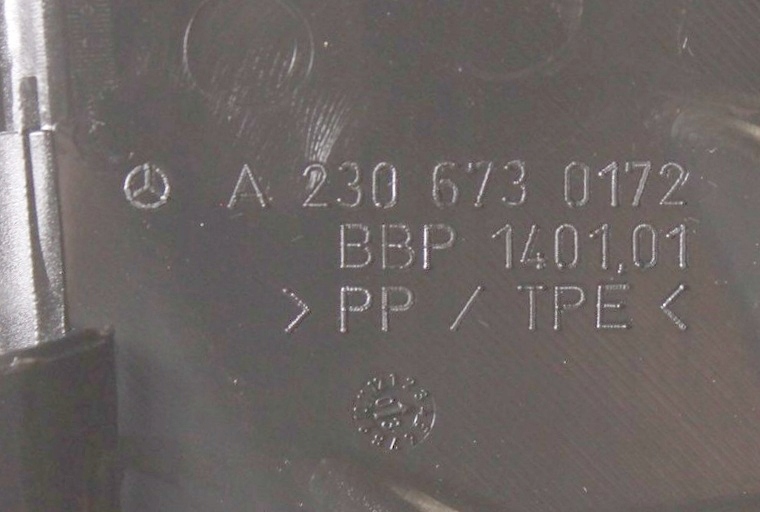 A 230 673 0172
BBP 1401,01
> PP / TPE <